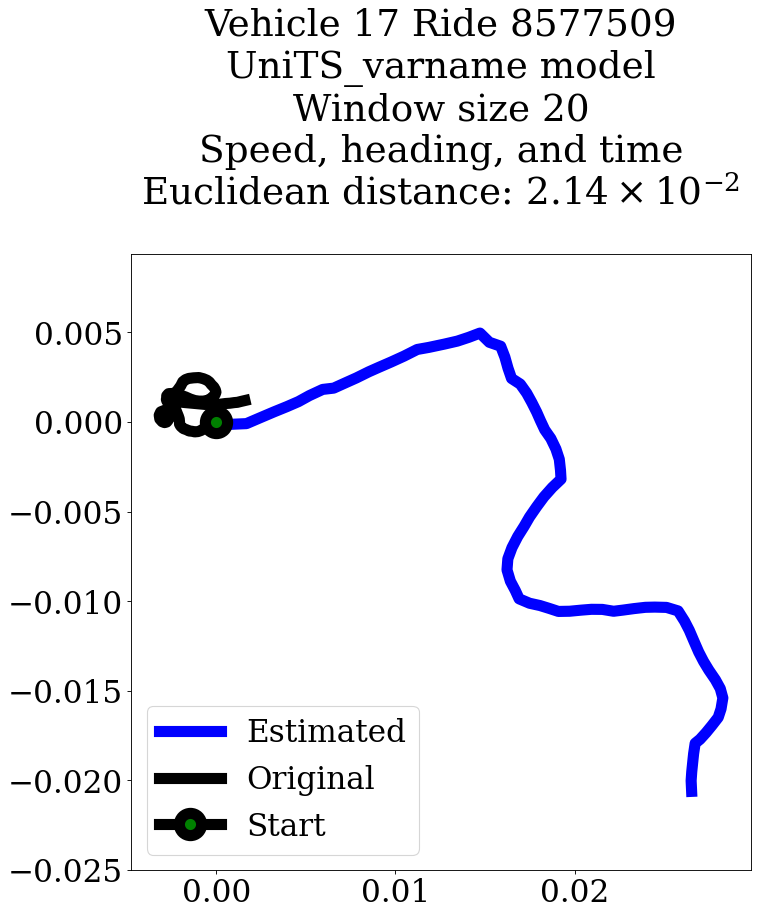 Vehicle 17 Ride 8577509
UniTS_varname model
Window size 20
Speed, heading, and time
Euclidean distance: 2.14 × 10⁻²
0.005
0.000
−0.005
−0.010
−0.015
−0.020
−0.025
Estimated
Original
Start
0.00 0.01 0.02